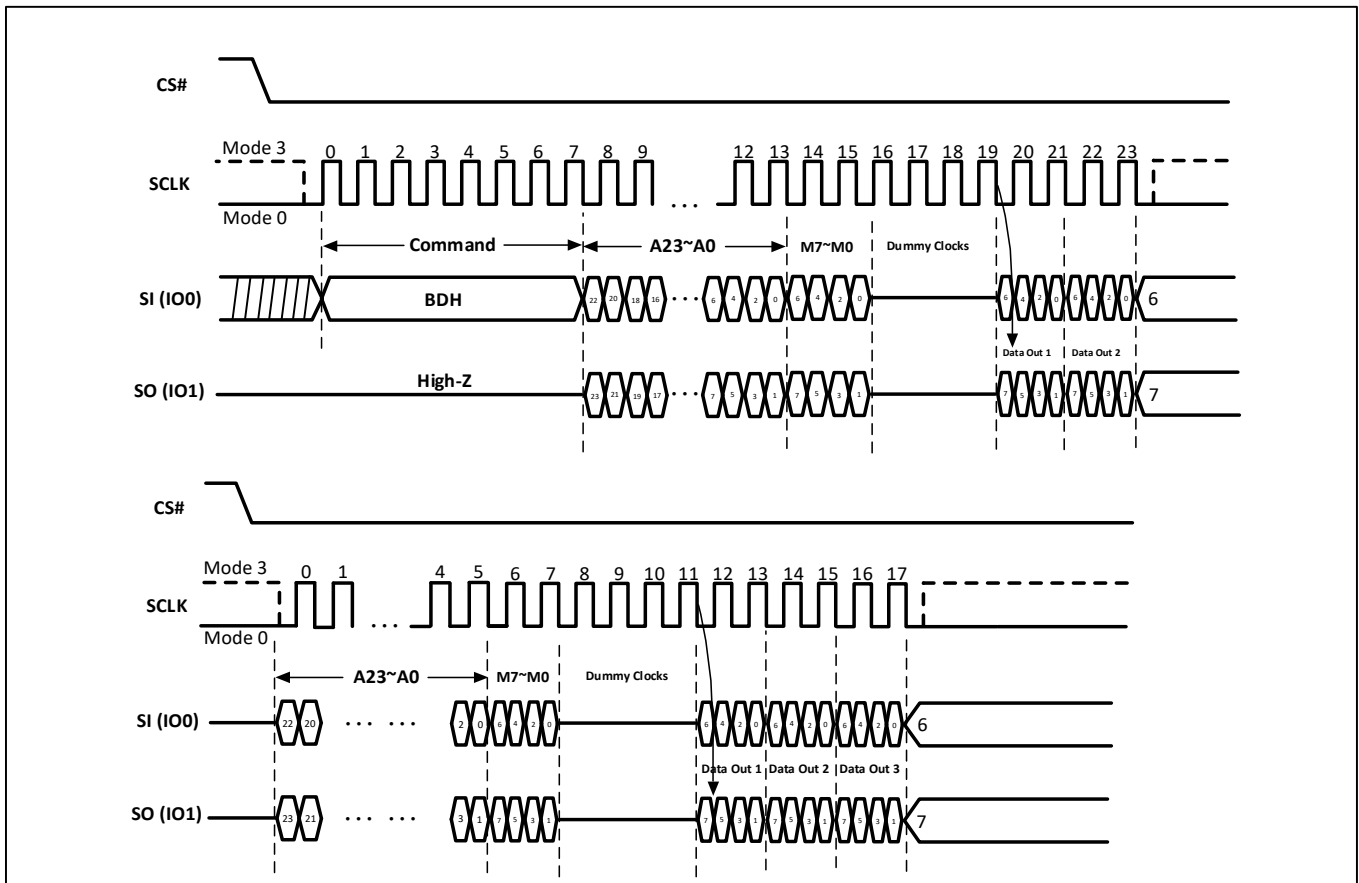 CS#
Mode 3
0 1 2 3 4 5 6 7 8 9 12 13 14 15 16 17 18 19 20 21 22 23
SCLK
...
Mode 0
Command A23~A0 M7~M0 Dummy Clocks
SI (IO0) BDH 22 20 18 16 ... 6 4 2 0 6 4 2 0 6 4 2 0 6 4 2 0 6
Data Out 1 Data Out 2
SO (IO1) High-Z 23 21 19 17 ... 7 5 3 1 7 5 3 1 7 5 3 1 7 5 3 1 7
CS#
Mode 3
0 1 4 5 6 7 8 9 10 11 12 13 14 15 16 17
SCLK
...
Mode 0
A23~A0 M7~M0 Dummy Clocks
SI (IO0) 22 20 ... ... 2 0 6 4 2 0 6 4 2 0 6 4 2 0 6 4 2 0 6
Data Out 1 Data Out 2 Data Out 3
SO (IO1) 23 21 ... ... 3 1 7 5 3 1 7 5 3 1 7 5 3 1 7 5 3 1 7